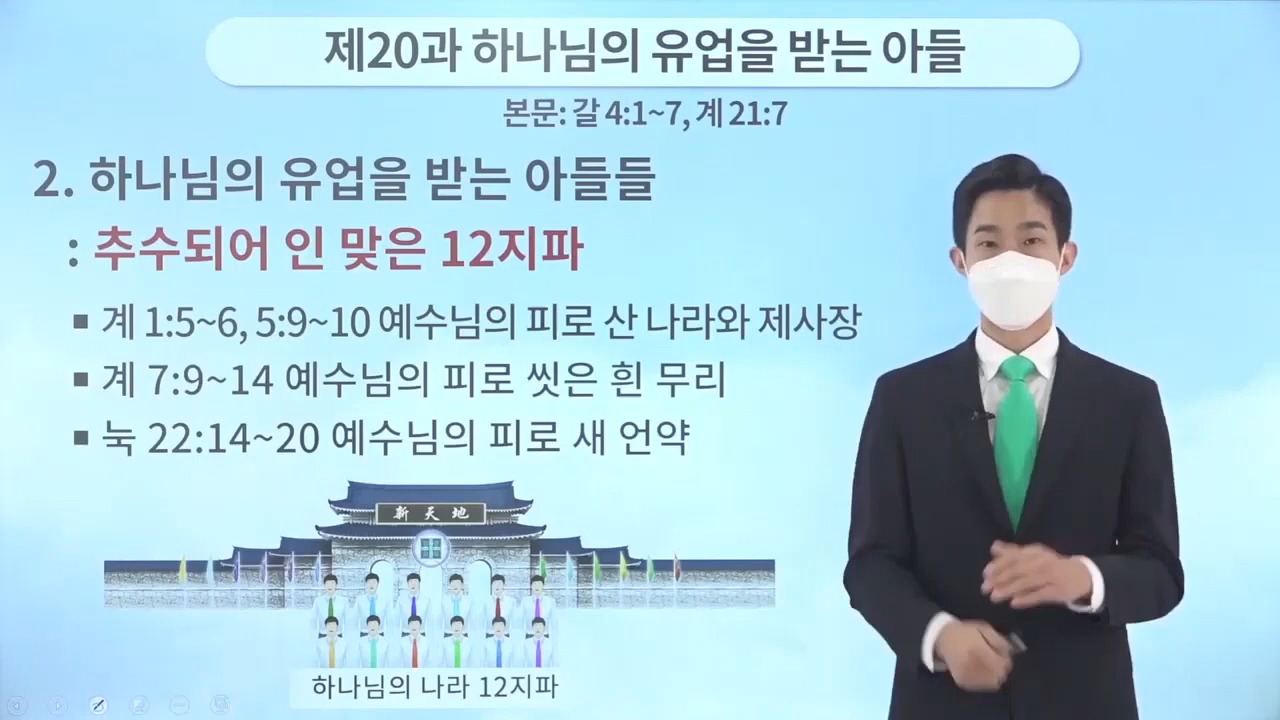 제20과 하나님의 유업을 받는 아들
본문: 갈 4:1~7, 계 21:7
2. 하나님의 유업을 받는 아들들
: 추수되어 인 맞은 12지파
▪ 계 1:5~6, 5:9~10 예수님의 피로 산 나라와 제사장
▪ 계 7:9~14 예수님의 피로 씻은 흰 무리
▪ 눅 22:14~20 예수님의 피로 새 언약
新天地
하나님의 나라 12지파